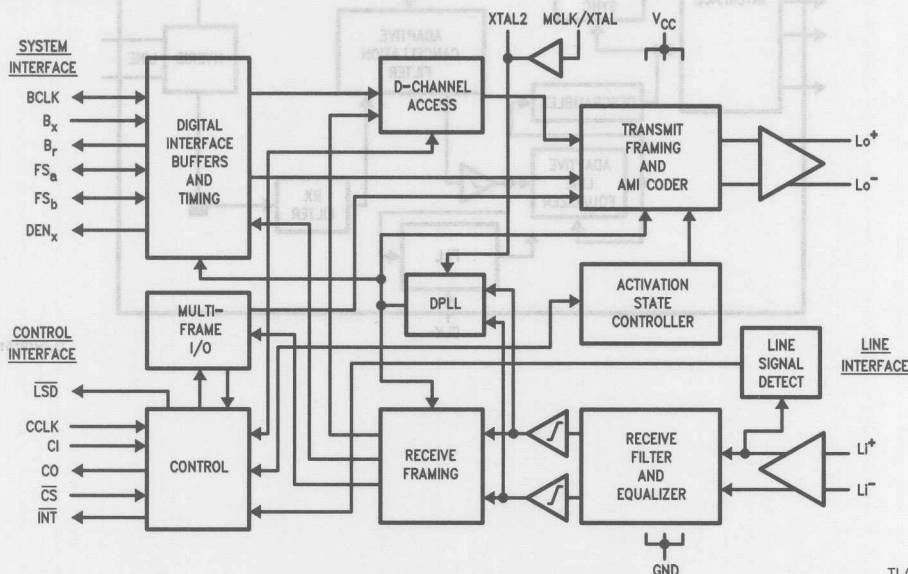 XTAL2 MCLK/XTAL VCC
SYSTEM
INTERFACE
BCLK
Bx
Br
FSa
FSb
DENx
DIGITAL
INTERFACE
BUFFERS
AND
TIMING
D-CHANNEL
ACCESS
TRANSMIT
FRAMING
AND
AMI CODER
Lo+
Lo-
MULTI-
FRAME
I/O
DPLL
ACTIVATION
STATE
CONTROLLER
LINE
SIGNAL
DETECT
LINE
INTERFACE
CONTROL
INTERFACE
LSD
CCLK
CI
CO
CS
INT
CONTROL
RECEIVE
FRAMING
RECEIVE
FILTER
AND
EQUALIZER
Li+
Li-
GND
TL/